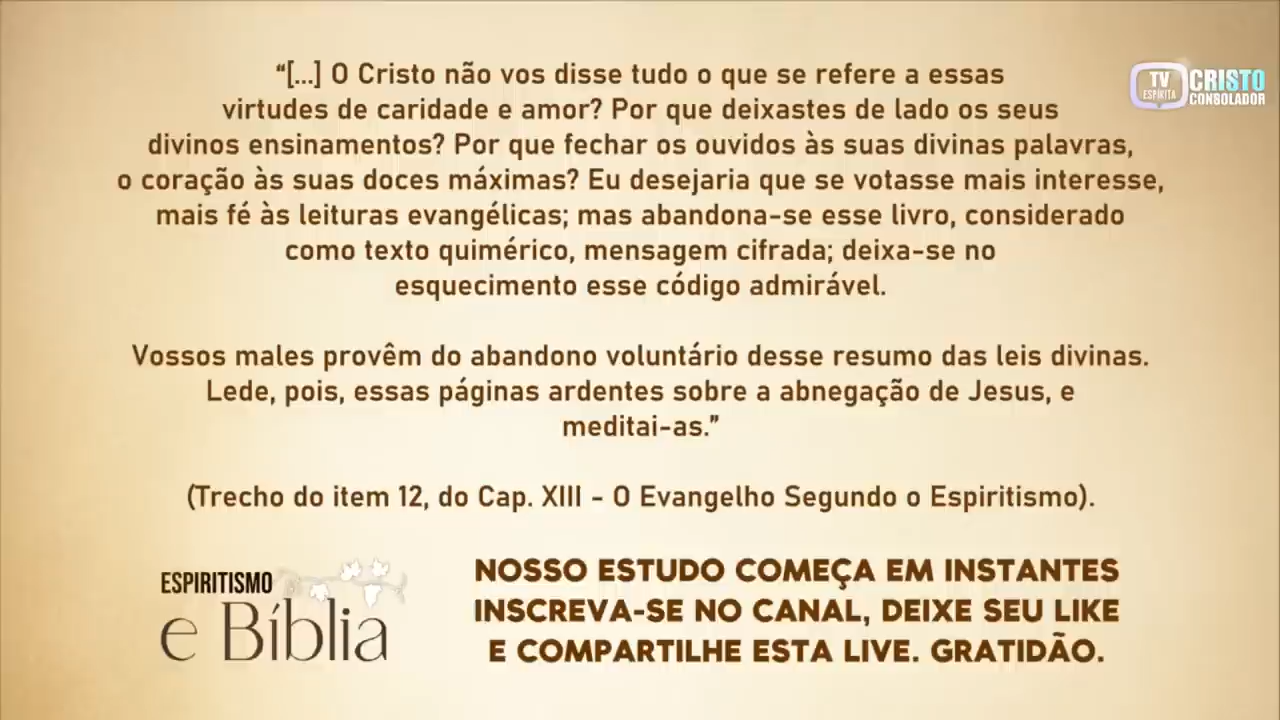 “[...] O Cristo não vos disse tudo o que se refere a essas
virtudes de caridade e amor? Por que deixastes de lado os seus
divinos ensinamentos? Por que fechar os ouvidos às suas divinas palavras,
o coração às suas doces máximas? Eu desejaria que se votasse mais interesse,
mais fé às leituras evangélicas; mas abandona-se esse livro, considerado
como texto quimérico, mensagem cifrada; deixa-se no
esquecimento esse código admirável.
Vossos males provêm do abandono voluntário desse resumo das leis divinas.
Lede, pois, essas páginas ardentes sobre a abnegação de Jesus, e
meditai-as.”
(Trecho do item 12, do Cap. XIII - O Evangelho Segundo o Espiritismo).
TV
ESPÍRITA
CRISTO
CONSOLADOR
ESPIRITISMO
e Bíblia
NOSSO ESTUDO COMEÇA EM INSTANTES
INSCREVA-SE NO CANAL, DEIXE SEU LIKE
E COMPARTILHE ESTA LIVE. GRATIDÃO.